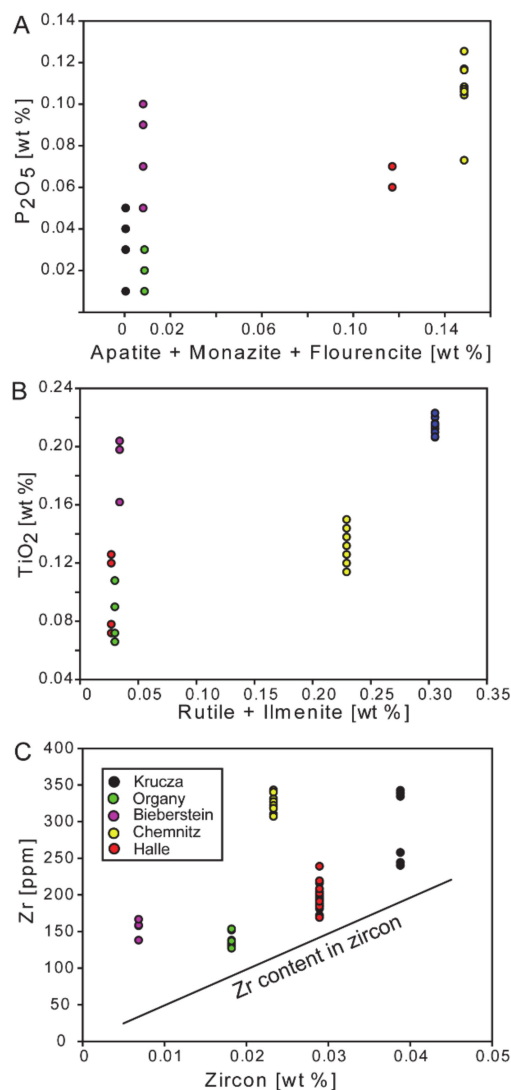 A
0.14
0.12
0.10
0.08
0.06
0.04
0.02
P2O5 [wt %]
0 0.02 0.06 0.10 0.14
Apatite + Monazite + Flourencite [wt %]
B
0.24
0.20
0.16
0.12
0.08
0.04
TiO2 [wt %]
0 0.05 0.10 0.15 0.20 0.25 0.30 0.35
Rutile + Ilmenite [wt %]
C
400
350
300
250
200
150
100
50
0
Zr [ppm]
Krucza
Organy
Bieberstein
Chemnitz
Halle
Zr content in zircon
0 0.01 0.02 0.03 0.04 0.05
Zircon [wt %]